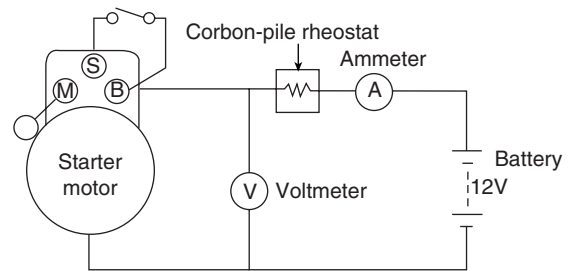 Corbon-pile rheostat
Ammeter
S
M
B
A
Starter
motor
V
Voltmeter
Battery
12V